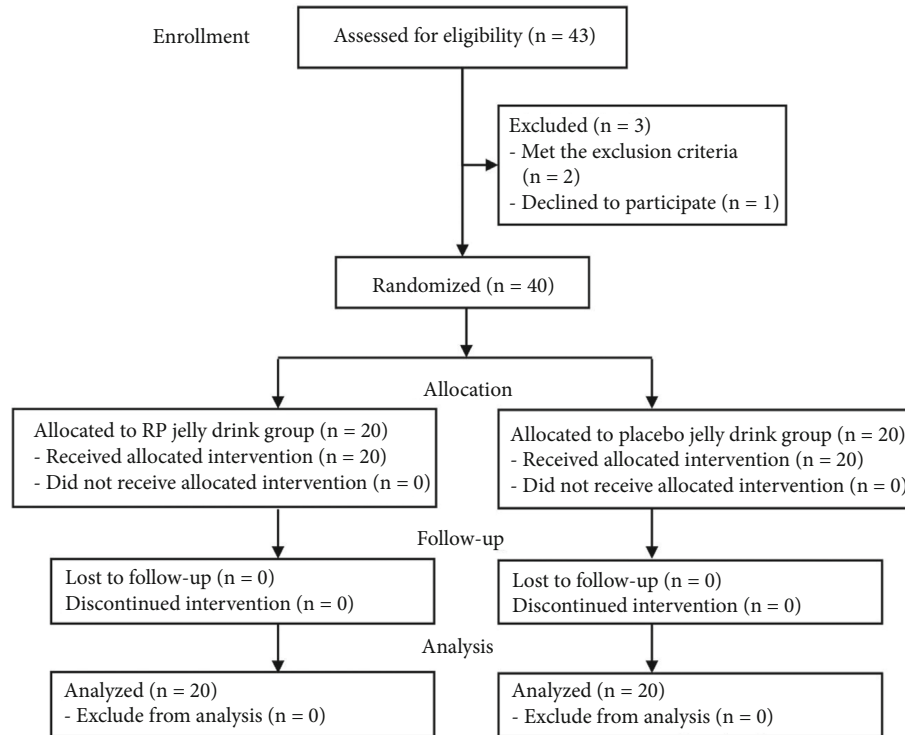 Enrollment
Assessed for eligibility (n = 43)
Excluded (n = 3)
- Met the exclusion criteria
(n = 2)
- Declined to participate (n = 1)
Randomized (n = 40)
Allocation
Allocated to RP jelly drink group (n = 20)
- Received allocated intervention (n = 20)
- Did not receive allocated intervention (n = 0)
Allocated to placebo jelly drink group (n = 20)
- Received allocated intervention (n = 20)
- Did not receive allocated intervention (n = 0)
Follow-up
Lost to follow-up (n = 0)
Discontinued intervention (n = 0)
Lost to follow-up (n = 0)
Discontinued intervention (n = 0)
Analysis
Analyzed (n = 20)
- Exclude from analysis (n = 0)
Analyzed (n = 20)
- Exclude from analysis (n = 0)